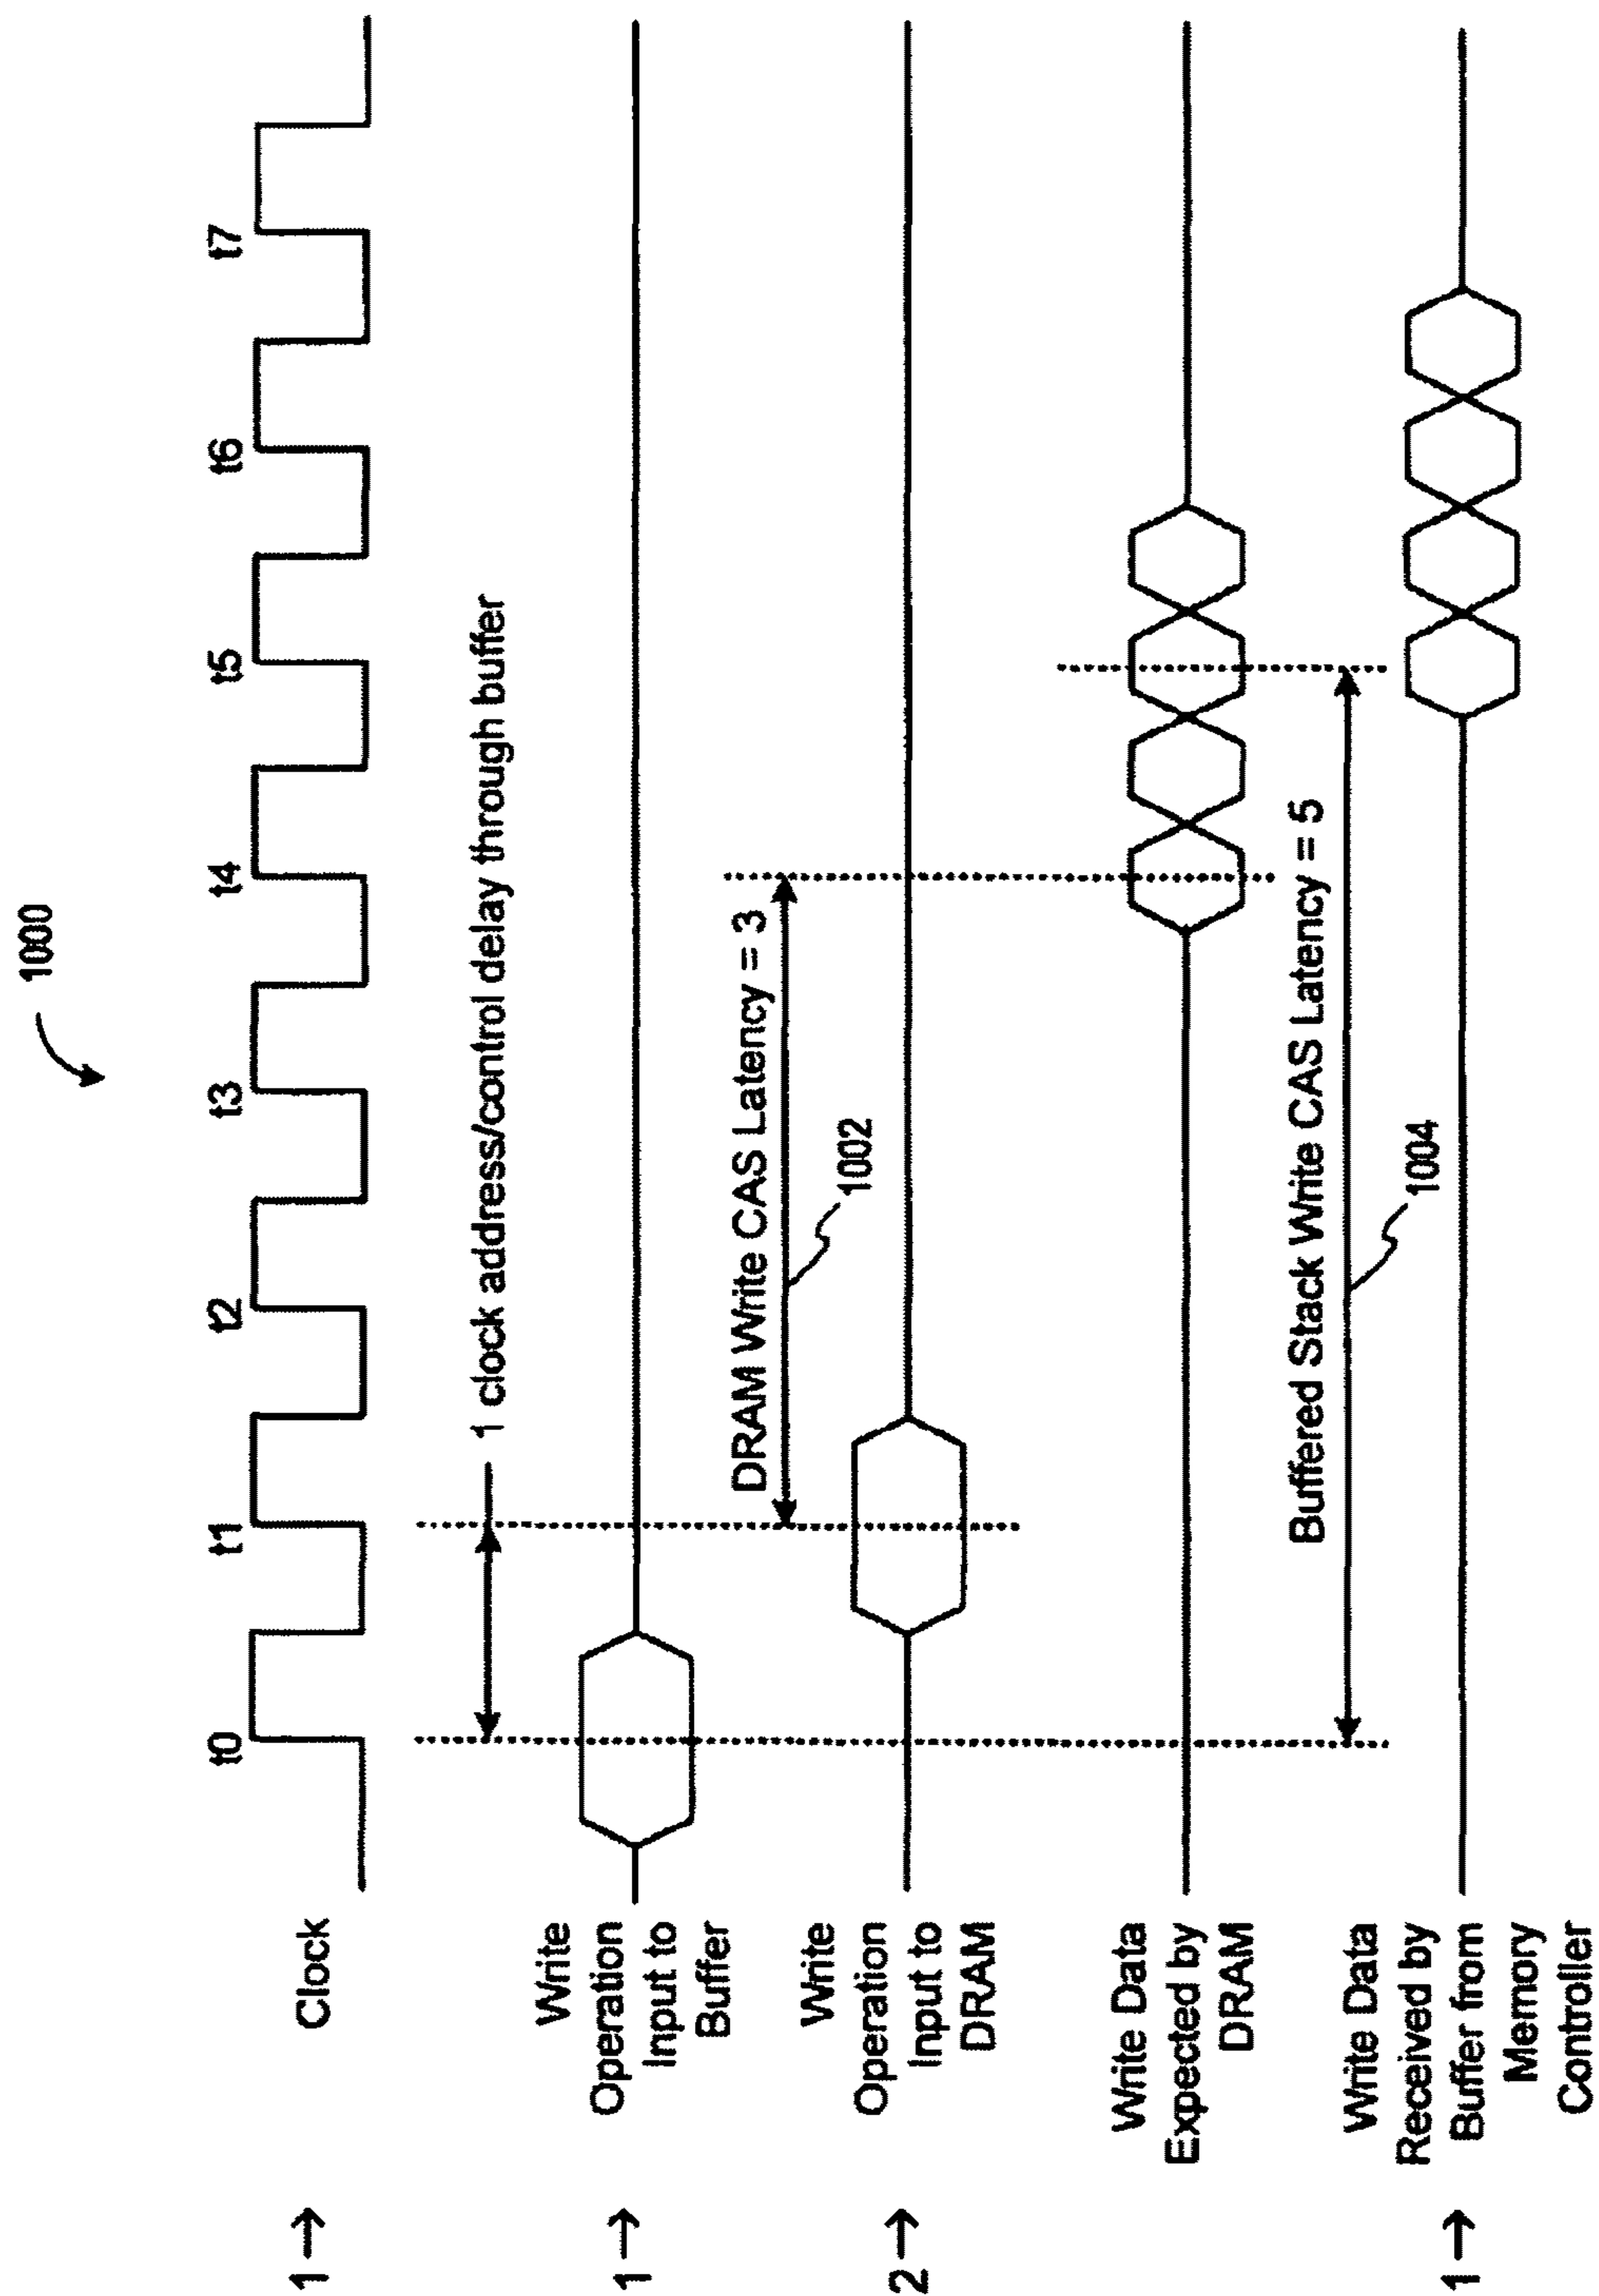 1000
t0 t1 t2 t3 t4 t5 t6 t7
1→ Clock
1 clock address/control delay through buffer
1→ Write
Operation
Input to
Buffer
DRAM Write CAS Latency = 3
1002
2→ Write
Operation
Input to
DRAM
Write Data
Expected by
DRAM
Buffered Stack Write CAS Latency = 5
1004
1→ Write Data
Received by
Buffer from
Memory
Controller